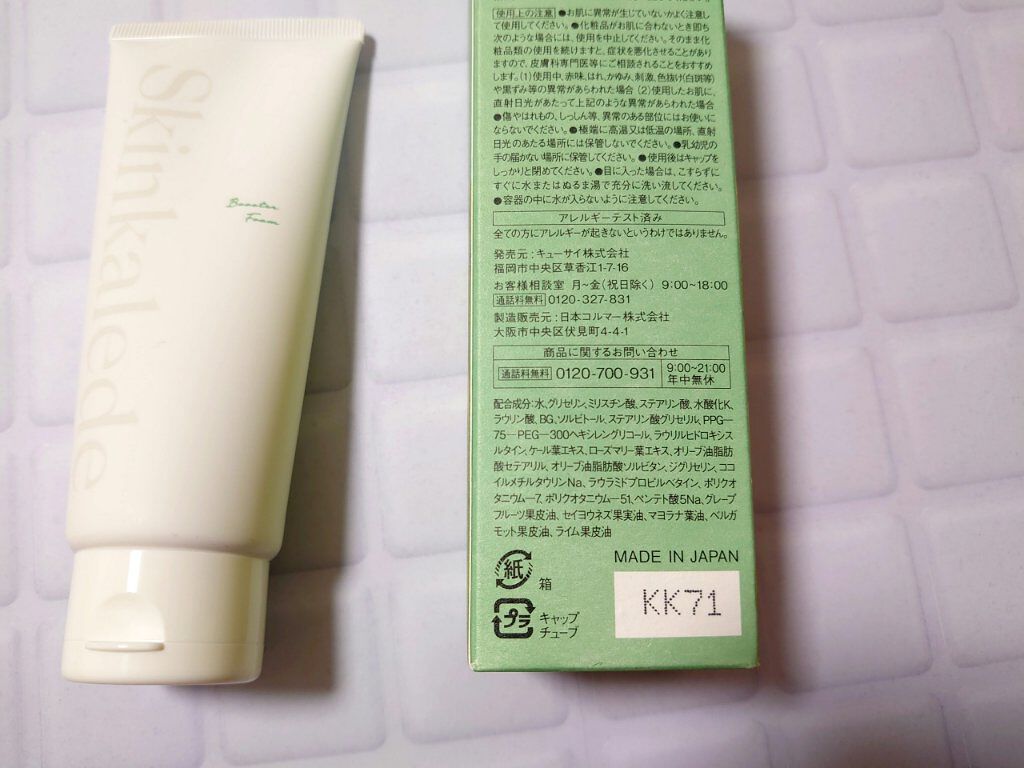 Skinkalede
Booster
Foam
使用上の注意 ●お肌に異常が生じていないかよく注意し
て使用してください。●化粧品がお肌に合わないとき即ち
次のような場合には、使用を中止してください。そのまま化
粧品類の使用を続けますと、症状を悪化させることがあり
ますので、皮膚科専門医等にご相談されることをおすすめ
します。(1)使用中、赤味、はれ、かゆみ、刺激、色抜け(白斑等)
や黒ずみ等の異常があらわれた場合 (2)使用したお肌に、
直射日光があたって上記のような異常があらわれた場合
●傷やはれもの、しっしん等、異常のある部位にはお使いに
ならないでください。●極端に高温又は低温の場所、直射
日光のあたる場所には保管しないでください。●乳幼児の
手の届かない場所に保管してください。●使用後はキャップを
しっかりと閉めてください。●目に入った場合は、こすらずに
すぐに水またはぬるま湯で充分に洗い流してください。
●容器の中に水が入らないように注意してください。
アレルギーテスト済み
全ての方にアレルギーが起きないというわけではありません。
発売元：キューサイ株式会社
福岡市中央区草香江1-7-16
お客様相談室 月～金(祝日除く) 9:00~18:00
通話料無料 0120-327-831
製造販売元：日本コルマー株式会社
大阪市中央区伏見町4-4-1
商品に関するお問い合わせ
通話料無料 0120-700-931 9:00~21:00
年中無休
配合成分：水、グリセリン、ミリスチン酸、ステアリン酸、水酸化K、
ラウリン酸、BG、ソルビトール、ステアリン酸グリセリル、PPG—
75—PEG—300ヘキシレングリコール、ラウリルヒドロキシス
ルタイン、ケール葉エキス、ローズマリー葉エキス、オリーブ油脂肪
酸セテアリル、オリーブ油脂肪酸ソルビタン、ジグリセリン、ココ
イルメチルタウリンNa、ラウラミドプロピルベタイン、ポリクオ
タニウム—7、ポリクオタニウム—51、ペンテト酸5Na、グレープ
フルーツ果皮油、セイヨウネズ果実油、マヨラナ葉油、ベルガ
モット果皮油、ライム果皮油
紙 箱
プラ キャップ
チューブ
MADE IN JAPAN
KK71